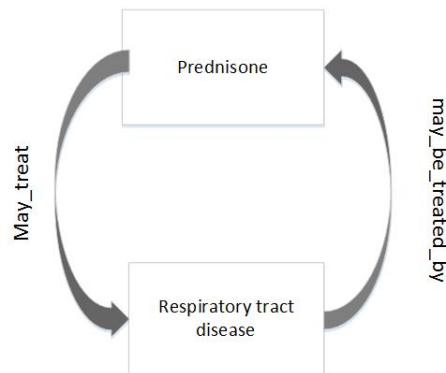 Prednisone
May_treat
may_be_treated_by
Respiratory tract
disease